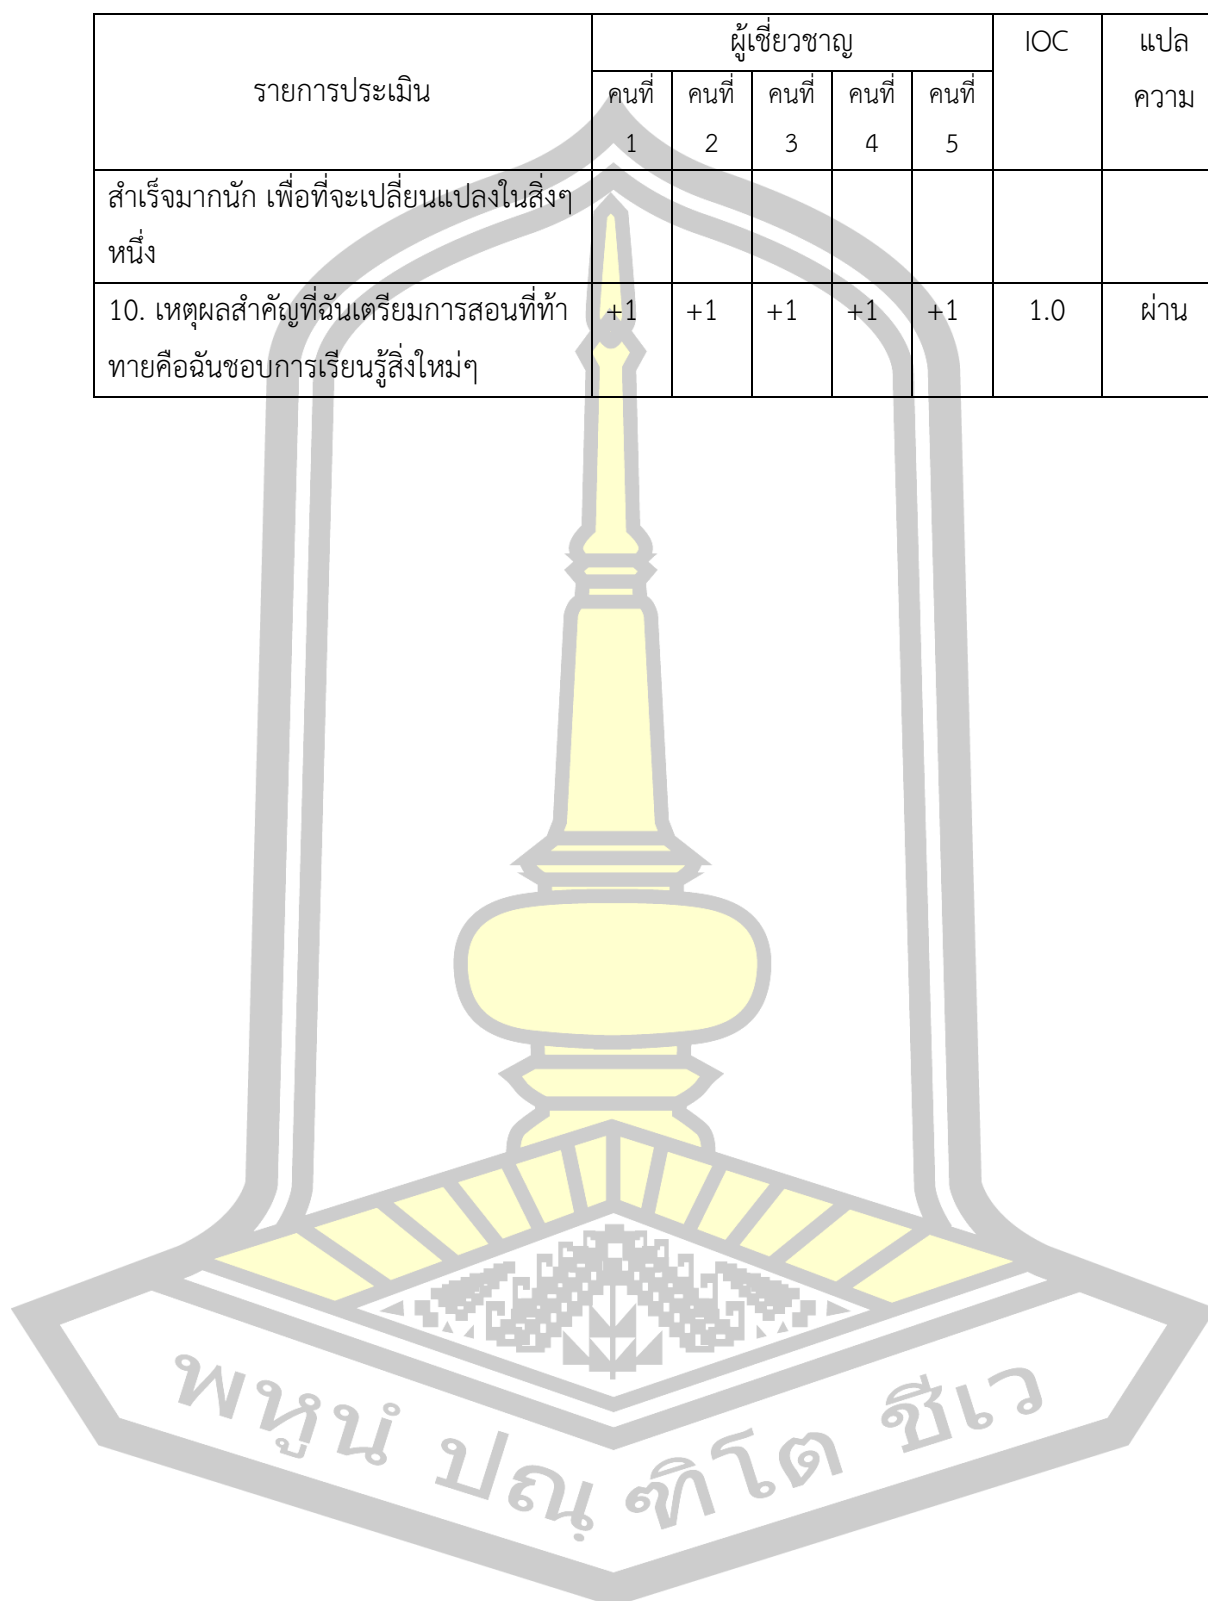 รายการประเมิน ผู้เชี่ยวชาญ IOC แปลความ
คนที่ 1 คนที่ 2 คนที่ 3 คนที่ 4 คนที่ 5
สำเร็จมากนัก เพื่อที่จะเปลี่ยนแปลงในสิ่งๆ
หนึ่ง
10. เหตุผลสำคัญที่ฉันเตรียมการสอนที่ท้า +1 +1 +1 +1 +1 1.0 ผ่าน
ทายคือฉันชอบการเรียนรู้สิ่งใหม่ๆ
พหูนํ ปณฺฑิโต ชีเว